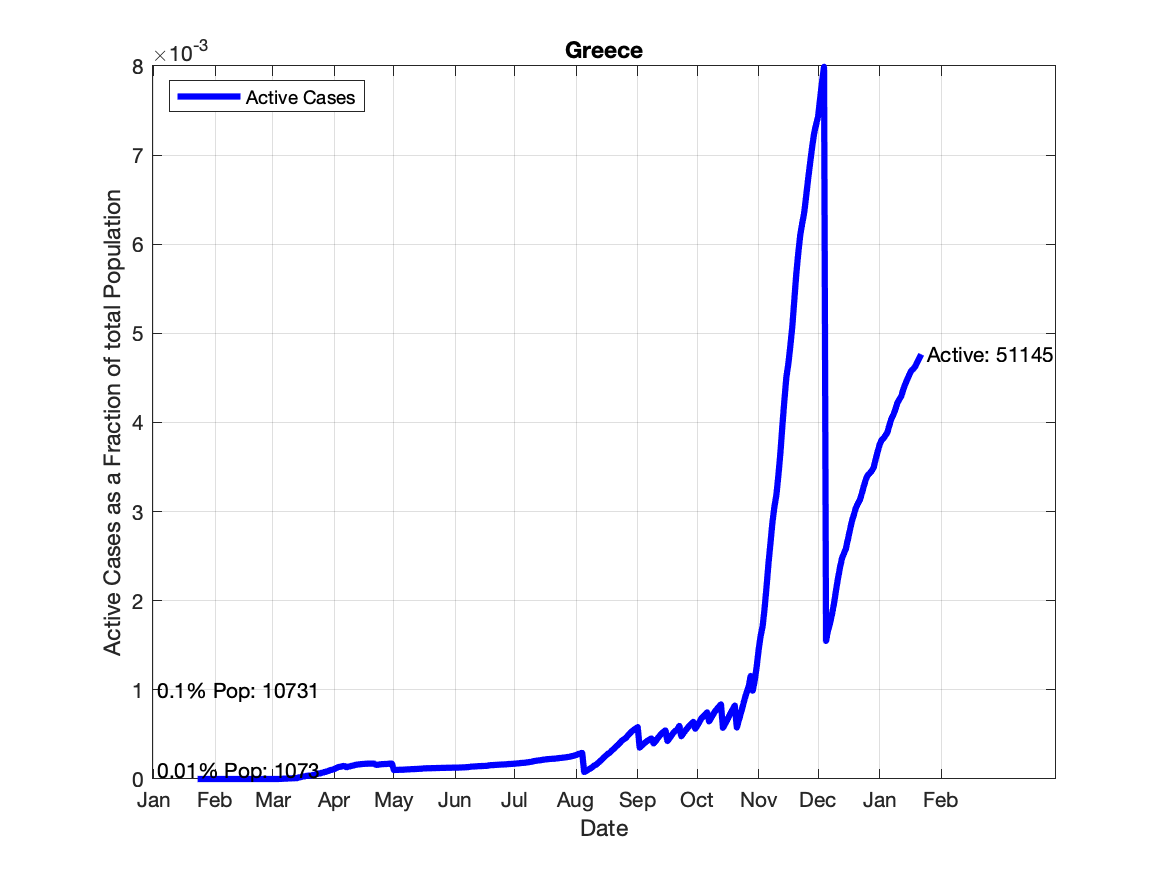 Greece
×10-3
8
Active Cases
7
6
5
Active: 51145
4
3
2
1
0.1% Pop: 10731
0.01% Pop: 1073
0
Jan Feb Mar Apr May Jun Jul Aug Sep Oct Nov Dec Jan Feb
Date
Active Cases as a Fraction of total Population